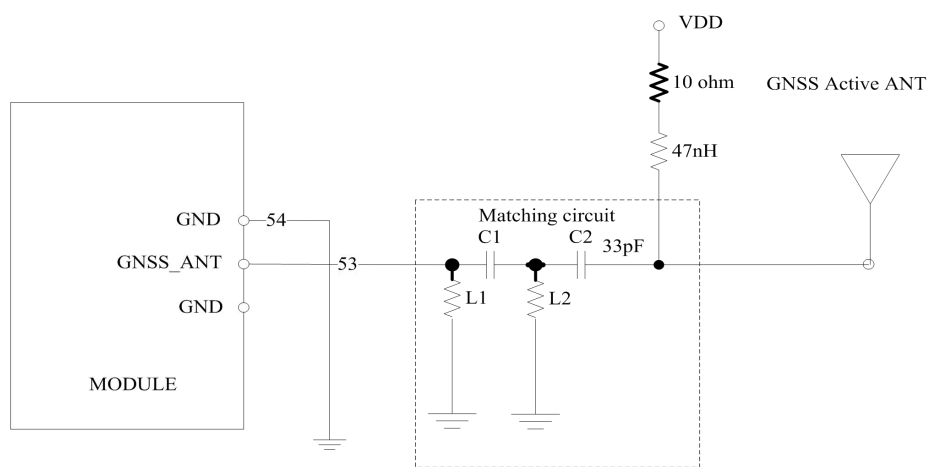 VDD
10 ohm
GNSS Active ANT
47nH
Matching circuit
GND
54
C1
C2
33pF
GNSS_ANT
53
L1
L2
GND
MODULE